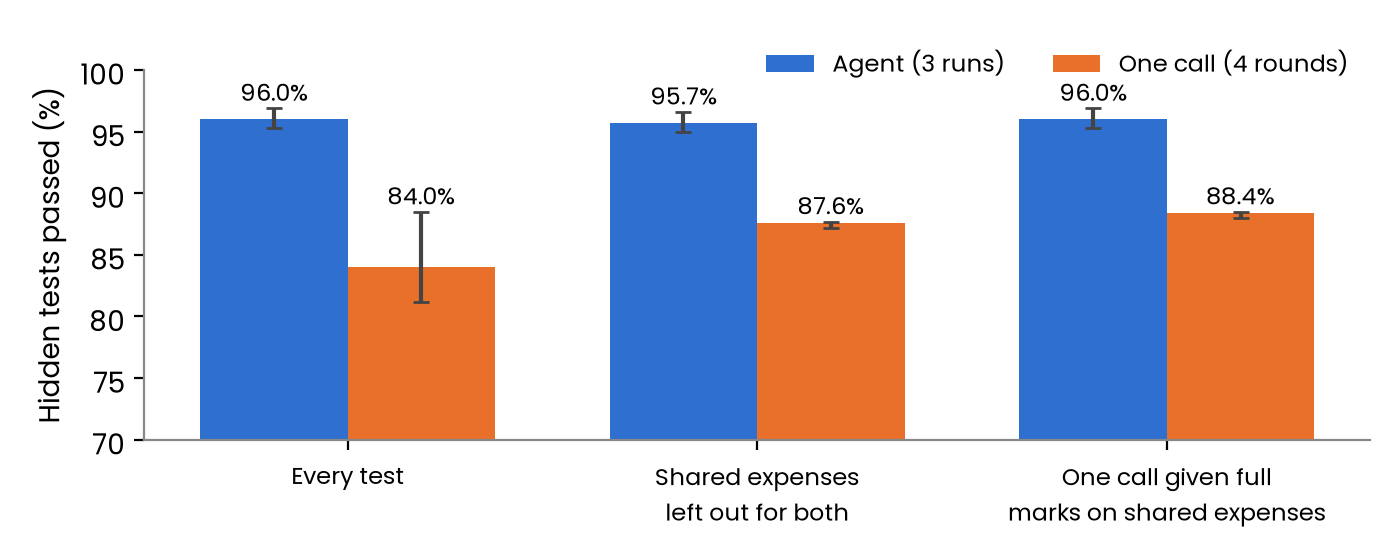 Agent (3 runs)
One call (4 rounds)
Hidden tests passed (%)
100
95
90
85
80
75
70
96.0%
84.0%
95.7%
87.6%
96.0%
88.4%
Every test
Shared expenses
left out for both
One call given full
marks on shared expenses